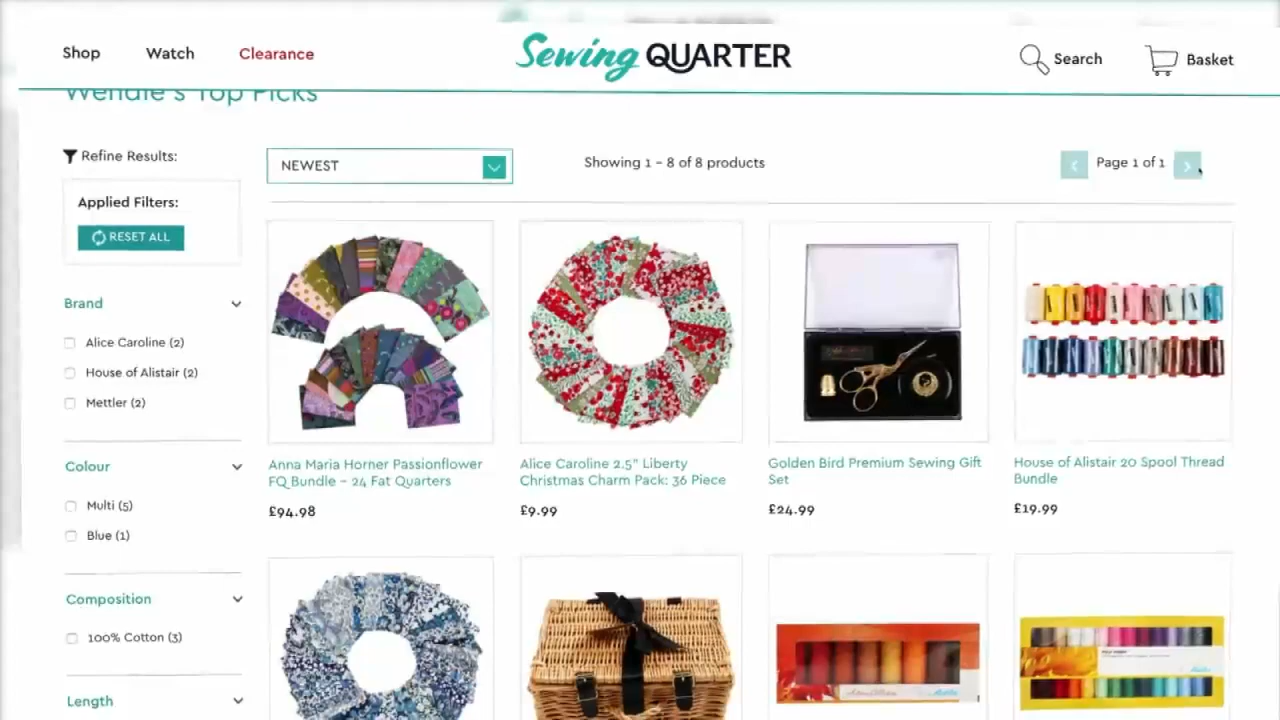 Shop
Watch
Clearance
Sewing QUARTER
Search
Basket
Wendie's Top Picks
Refine Results:
NEWEST
Showing 1 - 8 of 8 products
Page 1 of 1
Applied Filters:
RESET ALL
Brand
Alice Caroline (2)
House of Alistair (2)
Mettler (2)
Colour
Multi (5)
Blue (1)
Composition
100% Cotton (3)
Length
Anna Maria Horner Passionflower
FQ Bundle - 24 Fat Quarters
£94.98
Alice Caroline 2.5" Liberty
Christmas Charm Pack: 36 Piece
£9.99
Golden Bird Premium Sewing Gift
Set
£24.99
House of Alistair 20 Spool Thread
Bundle
£19.99